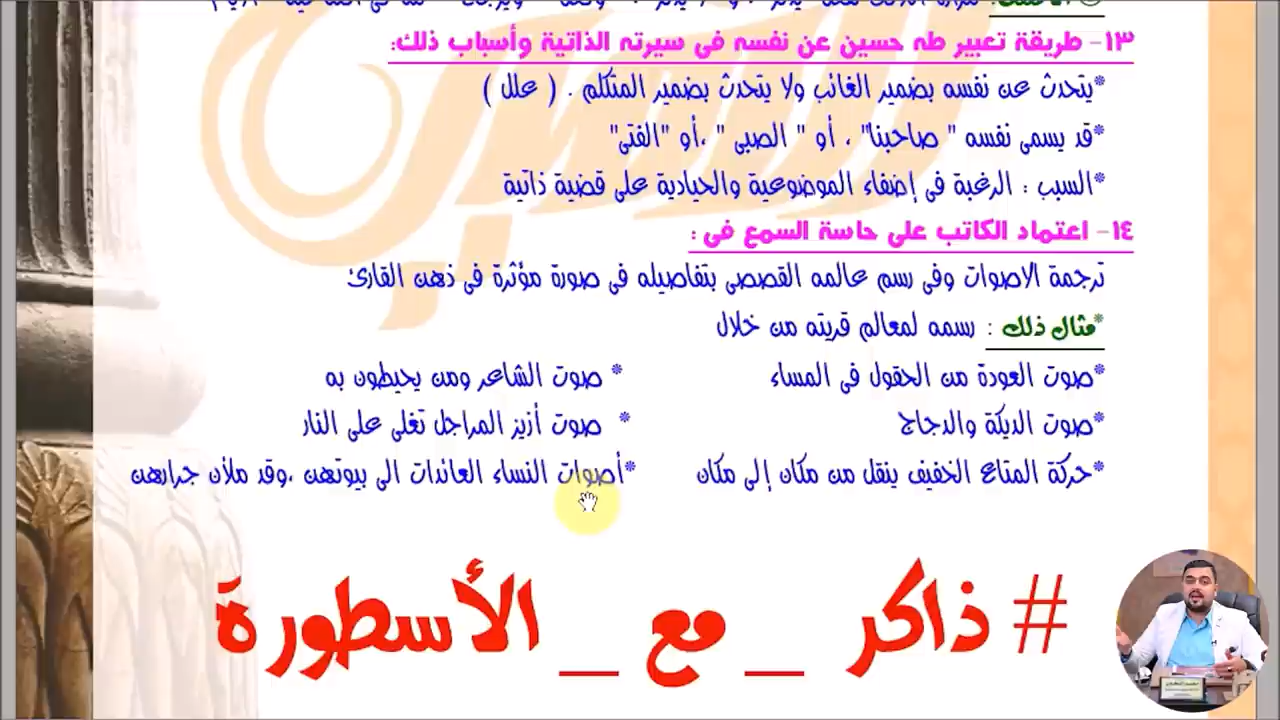 ١٣- طريقة تعبير طه حسين عن نفسه فى سيرته الذاتية وأسباب ذلك:
*يتحدث عن نفسه بضمير الغائب ولا يتحدث بضمير المتكلم . ( علل )
*قد يسمى نفسه " صاحبنا" ، أو " الصبى " ،أو "الفتى"
*السبب : الرغبة فى إضفاء الموضوعية والحيادية على قضية ذاتية
١٤- اعتماد الكاتب على حاسة السمع فى :
ترجمة الاصوات وفى رسم عالمه القصصى بتفاصيله فى صورة مؤثرة فى ذهن القارئ
*مثال ذلك : رسمه لمعالم قريته من خلال
*صوت العودة من الحقول فى المساء * صوت الشاعر ومن يحيطون به
*صوت الديكة والدجاج * صوت أزيز المراجل تغلى على النار
*حركة المتاع الخفيف ينقل من مكان إلى مكان *أصوات النساء العائدات الى بيوتهن ،وقد ملأن جرارهن
# ذاكر _ مع _ الأسطورة